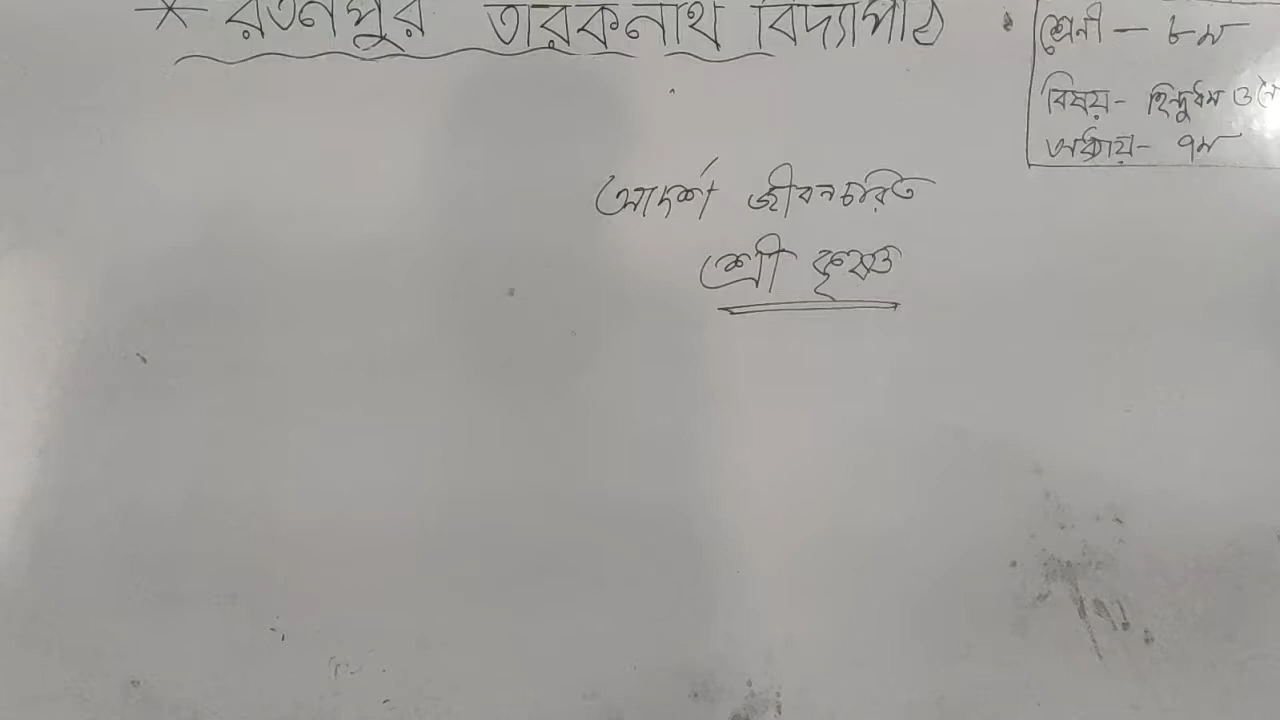 * রতনপুর তারকনাথ বিদ্যাপীঠ
শ্রেনী - ৮ম
বিষয় - হিন্দুধর্ম ও নৈ
অধ্যায় - ৭ম
আদর্শ জীবনচরিত
শ্রী কৃষ্ণ